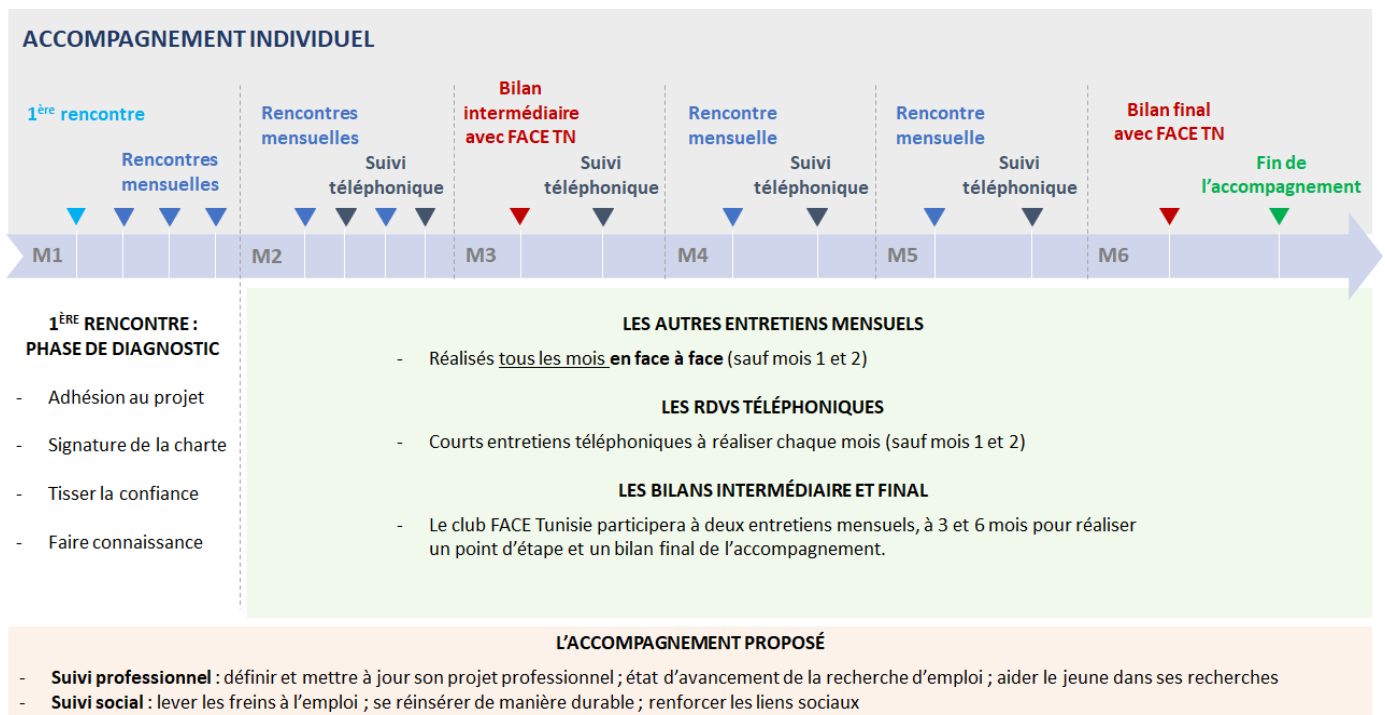 ACCOMPAGNEMENT INDIVIDUEL
1ère rencontre
Rencontres
mensuelles
Rencontres
mensuelles
Suivi
téléphonique
Bilan
intermédiaire
avec FACE TN
Suivi
téléphonique
Rencontre
mensuelle
Suivi
téléphonique
Rencontre
mensuelle
Suivi
téléphonique
Bilan final
avec FACE TN
Fin de
l'accompagnement
M1
M2
M3
M4
M5
M6
1ÈRE RENCONTRE :
PHASE DE DIAGNOSTIC
- Adhésion au projet
- Signature de la charte
- Tisser la confiance
- Faire connaissance
LES AUTRES ENTRETIENS MENSUELS
- Réalisés tous les mois en face à face (sauf mois 1 et 2)
LES RDVS TÉLÉPHONIQUES
- Courts entretiens téléphoniques à réaliser chaque mois (sauf mois 1 et 2)
LES BILANS INTERMÉDIAIRE ET FINAL
- Le club FACE Tunisie participera à deux entretiens mensuels, à 3 et 6 mois pour réaliser
un point d'étape et un bilan final de l'accompagnement.
L'ACCOMPAGNEMENT PROPOSÉ
- Suivi professionnel : définir et mettre à jour son projet professionnel ; état d'avancement de la recherche d'emploi ; aider le jeune dans ses recherches
- Suivi social : lever les freins à l'emploi ; se réinsérer de manière durable ; renforcer les liens sociaux